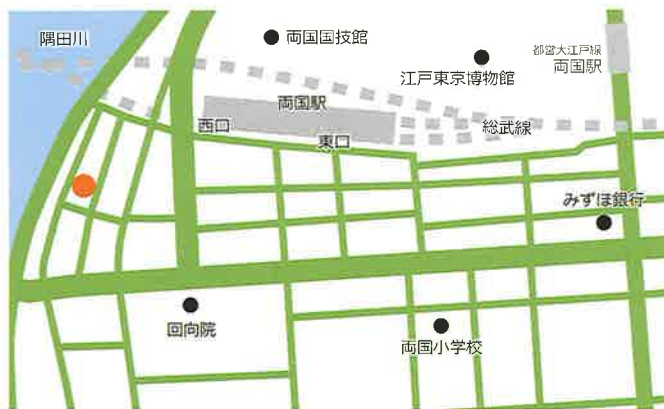 隅田川
両国国技館
都営大江戸線
両国駅
江戸東京博物館
両国駅
西口
東口
総武線
みずほ銀行
回向院
両国小学校